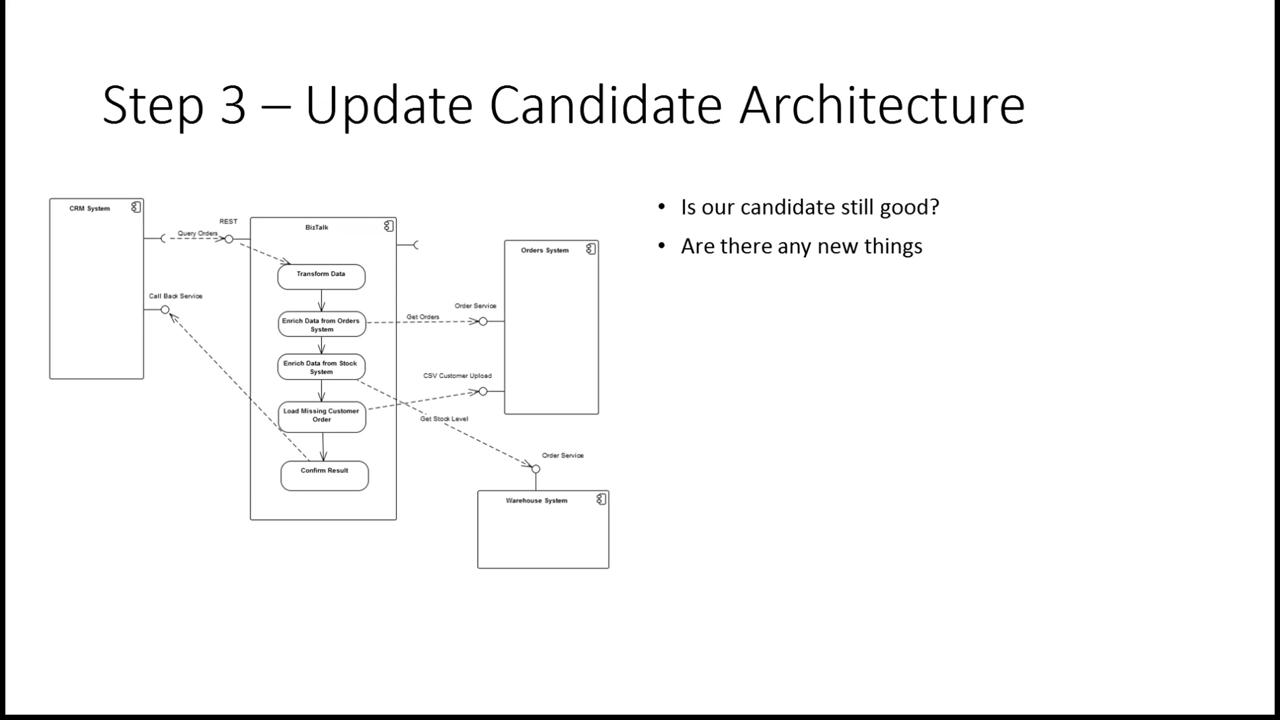 Step 3 – Update Candidate Architecture
CRM System
Query Orders
REST
Call Back Service
BizTalk
Transform Data
Enrich Data from Orders
System
Enrich Data from Stock
System
Load Missing Customer
Order
Confirm Result
Get Orders
Order Service
CSV Customer Upload
Get Stock Level
Orders System
Order Service
Warehouse System
• Is our candidate still good?
• Are there any new things